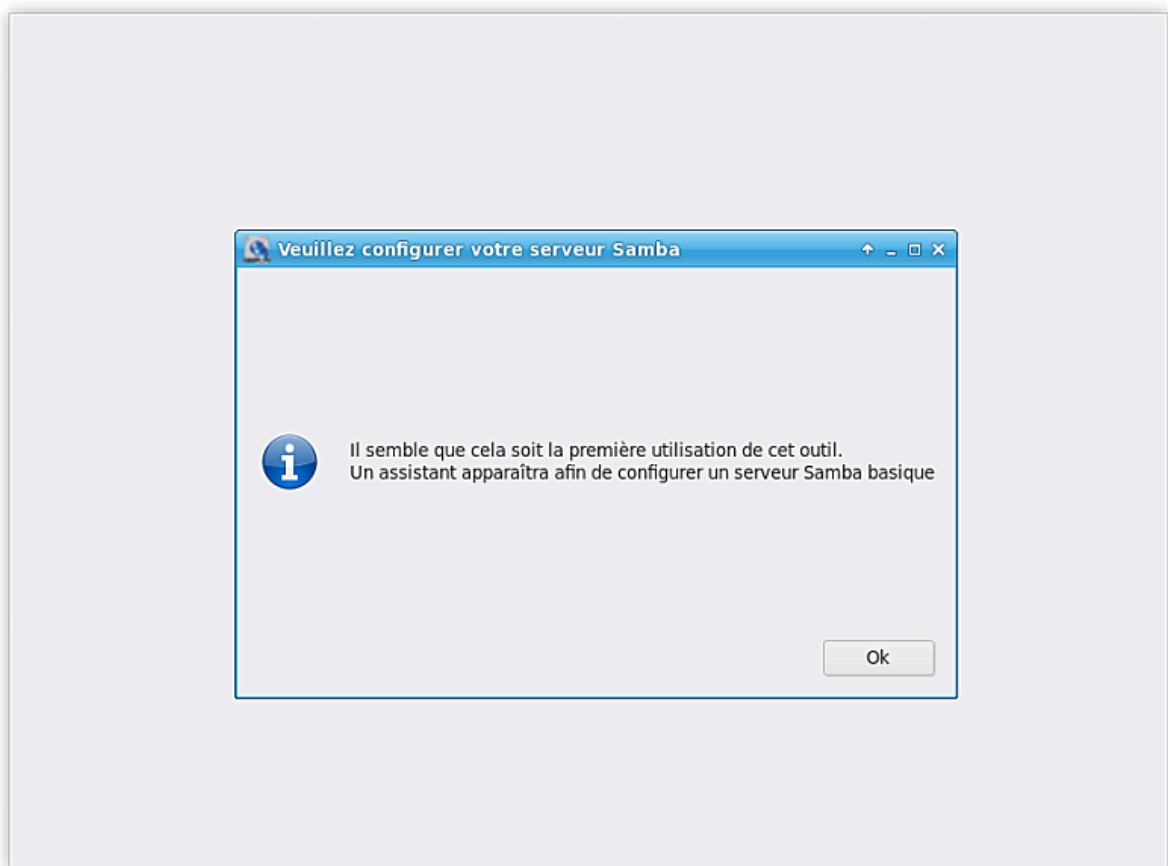 Veuillez configurer votre serveur Samba
Il semble que cela soit la première utilisation de cet outil.
Un assistant apparaîtra afin de configurer un serveur Samba basique
Ok